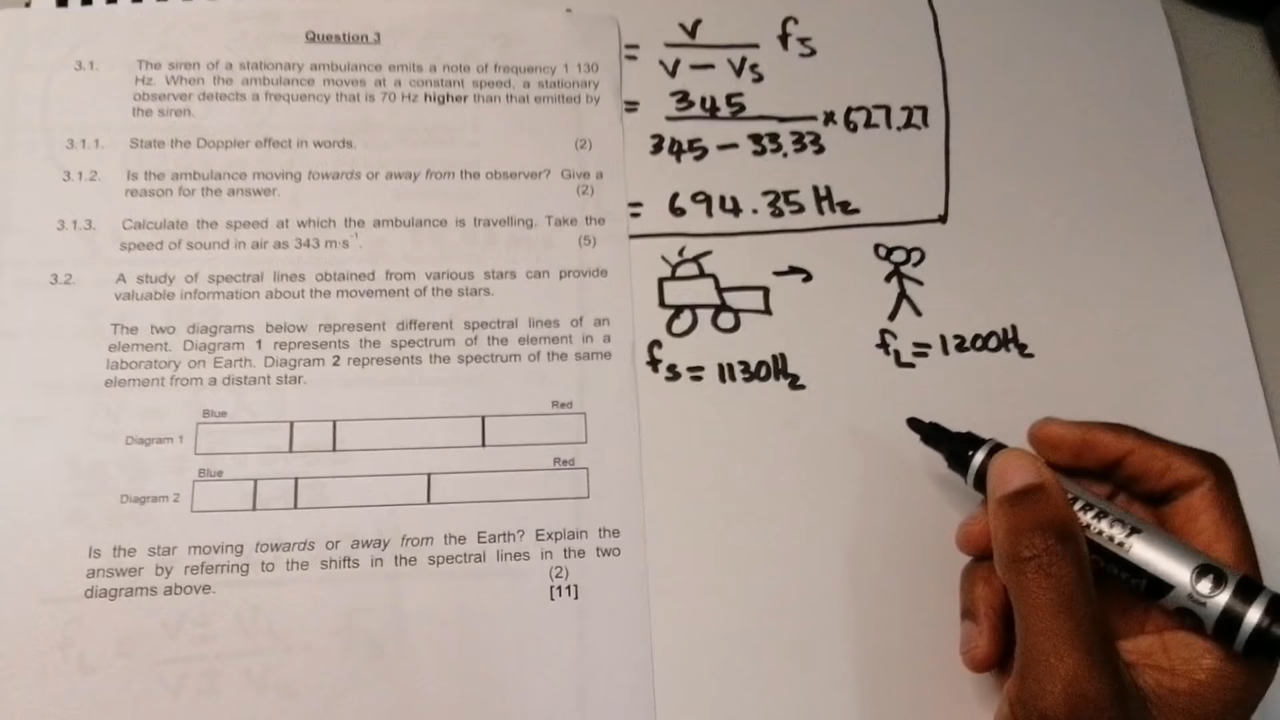 Question 3
3.1. The siren of a stationary ambulance emits a note of frequency 1 130
Hz. When the ambulance moves at a constant speed, a stationary
observer detects a frequency that is 70 Hz higher than that emitted by
the siren.
3.1.1. State the Doppler effect in words. (2)
3.1.2. Is the ambulance moving towards or away from the observer? Give a
reason for the answer. (2)
3.1.3. Calculate the speed at which the ambulance is travelling. Take the
speed of sound in air as 343 m·s⁻¹. (5)
3.2. A study of spectral lines obtained from various stars can provide
valuable information about the movement of the stars.
The two diagrams below represent different spectral lines of an
element. Diagram 1 represents the spectrum of the element in a
laboratory on Earth. Diagram 2 represents the spectrum of the same
element from a distant star.
Blue Red
Diagram 1
Blue Red
Diagram 2
Is the star moving towards or away from the Earth? Explain the
answer by referring to the shifts in the spectral lines in the two
diagrams above. (2)
[11]
= V / V - Vs fs
= 345 / 345 - 33.33 × 627.27
= 694.35 Hz
fs = 1130Hz
fL = 1200Hz
PARROT